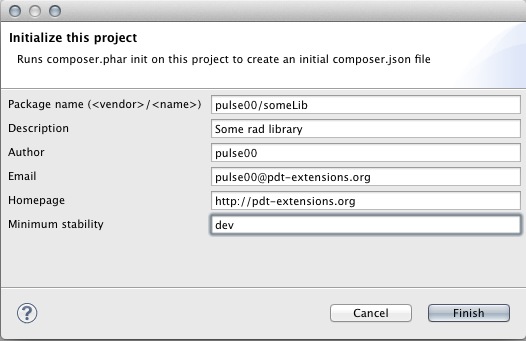 Initialize this project
Runs composer.phar init on this project to create an initial composer.json file
Package name (<vendor>/<name>) pulse00/someLib
Description Some rad library
Author pulse00
Email pulse00@pdt-extensions.org
Homepage http://pdt-extensions.org
Minimum stability dev
? Cancel Finish